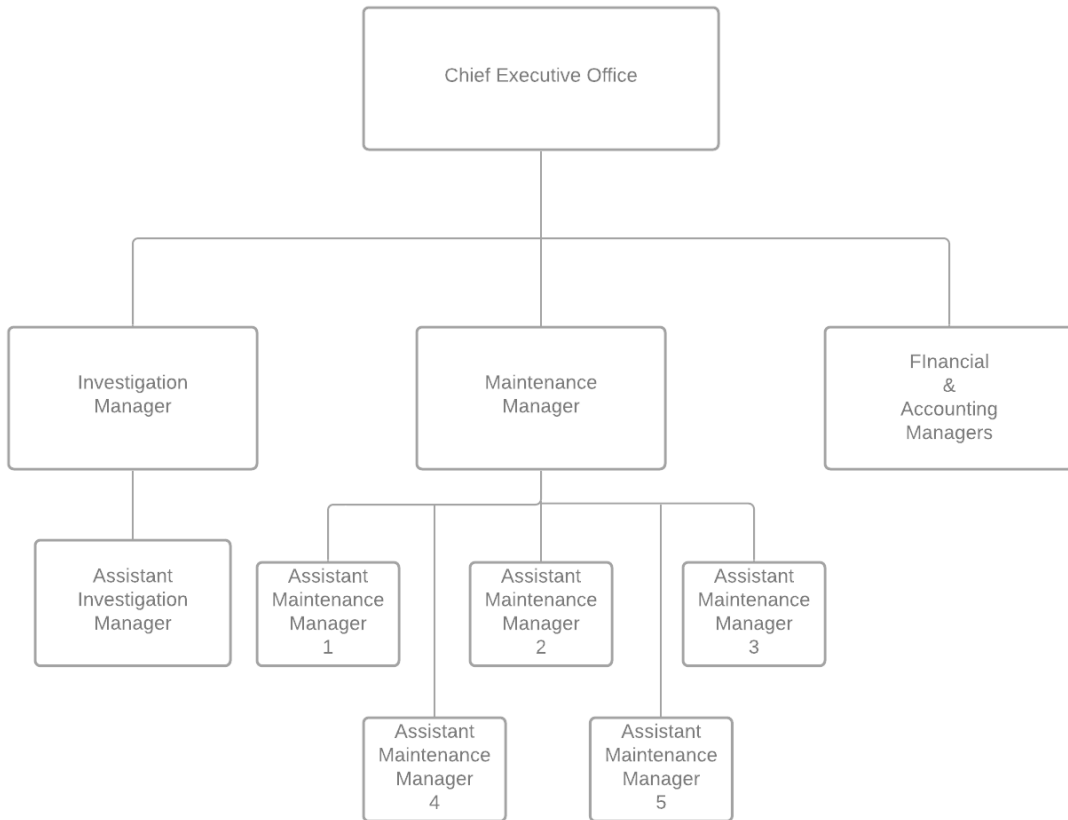 Chief Executive Office
Investigation
Manager
Maintenance
Manager
FInancial
&
Accounting
Managers
Assistant
Investigation
Manager
Assistant
Maintenance
Manager
1
Assistant
Maintenance
Manager
2
Assistant
Maintenance
Manager
3
Assistant
Maintenance
Manager
4
Assistant
Maintenance
Manager
5